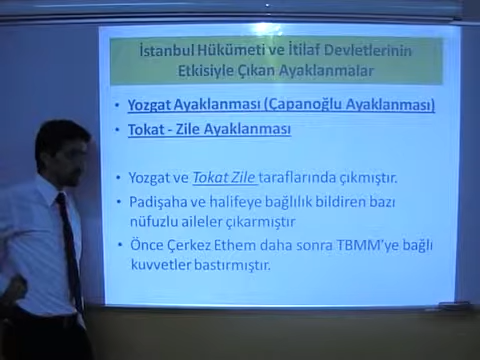 İstanbul Hükümeti ve İtilaf Devletlerinin
Etkisiyle Çıkan Ayaklanmalar
• Yozgat Ayaklanması (Çapanoğlu Ayaklanması)
• Tokat - Zile Ayaklanması
• Yozgat ve Tokat Zile taraflarında çıkmıştır.
• Padişaha ve halifeye bağlılık bildiren bazı
nüfuzlu aileler çıkarmıştır
• Önce Çerkez Ethem daha sonra TBMM'ye bağlı
kuvvetler bastırmıştır.